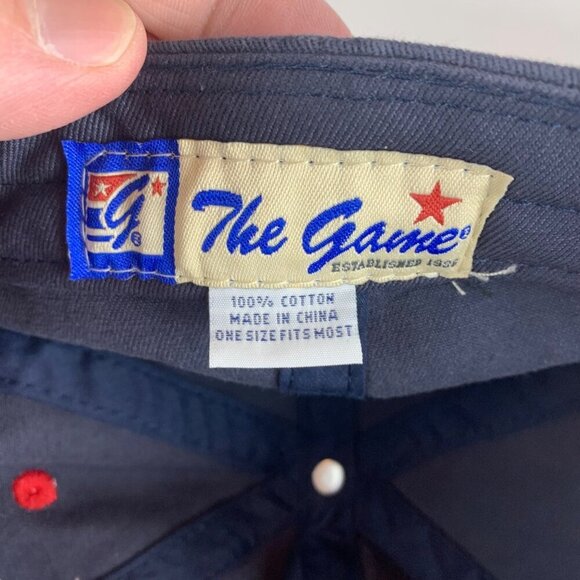 G®
The Game®
ESTABLISHED 1986
100% COTTON
MADE IN CHINA
ONE SIZE FITS MOST